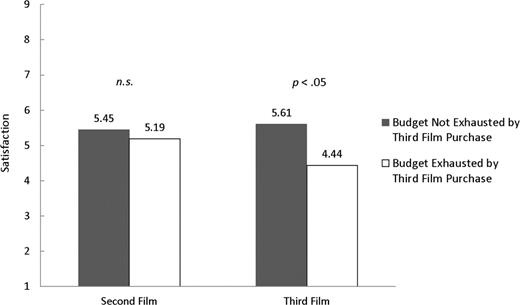 9
8
7
6
5
4
3
2
1
Satisfaction
n.s.
p < .05
5.45
5.19
5.61
4.44
Second Film
Third Film
Budget Not Exhausted by
Third Film Purchase
Budget Exhausted by
Third Film Purchase